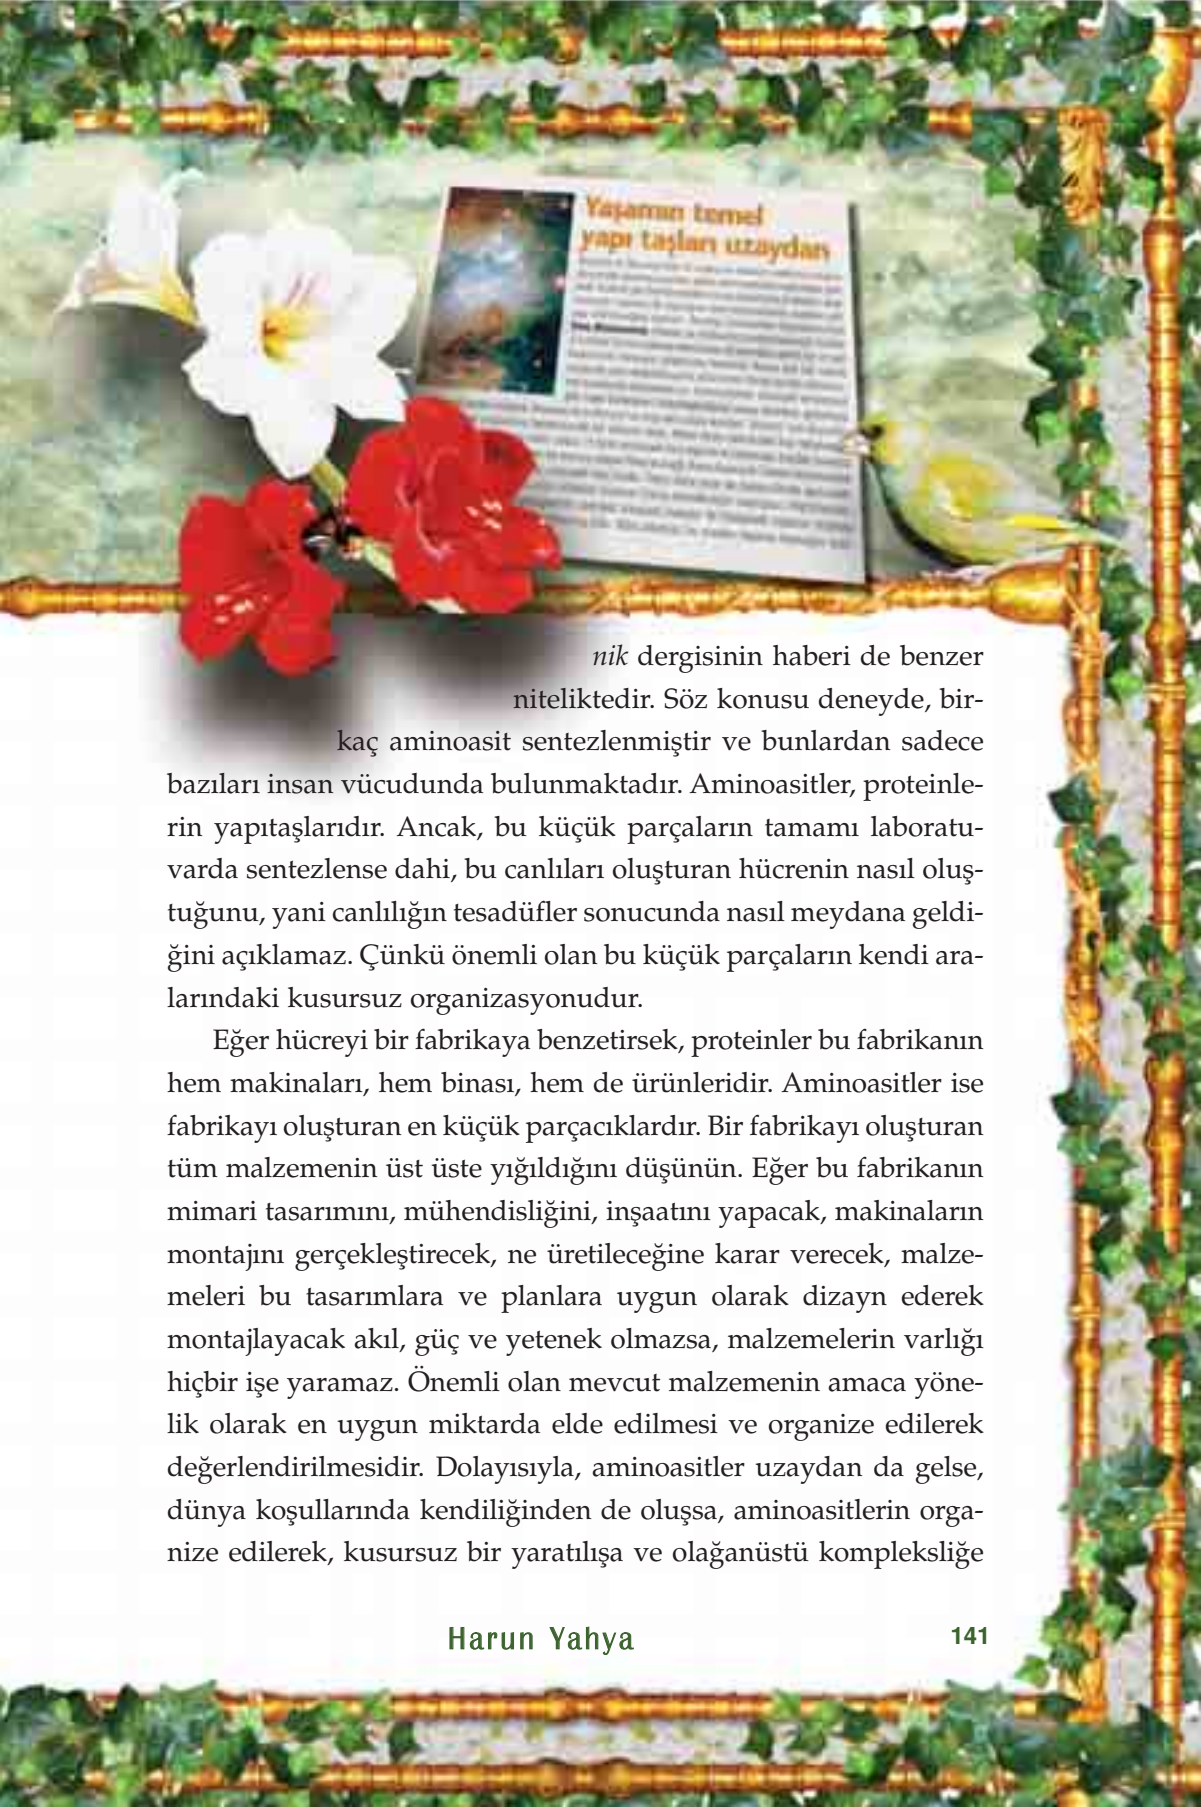 Yaşamın temel
yapı taşları uzaydan
nik dergisinin haberi de benzer
niteliktedir. Söz konusu deneyde, bir-
kaç aminoasit sentezlenmiştir ve bunlardan sadece
bazıları insan vücudunda bulunmaktadır. Aminoasitler, proteinle-
rin yapıtaşlarıdır. Ancak, bu küçük parçaların tamamı laboratu-
varda sentezlense dahi, bu canlıları oluşturan hücrenin nasıl oluş-
tuğunu, yani canlılığın tesadüfler sonucunda nasıl meydana geldi-
ğini açıklamaz. Çünkü önemli olan bu küçük parçaların kendi ara-
larındaki kusursuz organizasyonudur.
Eğer hücreyi bir fabrikaya benzetirsek, proteinler bu fabrikanın
hem makinaları, hem binası, hem de ürünleridir. Aminoasitler ise
fabrikayı oluşturan en küçük parçacıklardır. Bir fabrikayı oluşturan
tüm malzemenin üst üste yığıldığını düşünün. Eğer bu fabrikanın
mimari tasarımını, mühendisliğini, inşaatını yapacak, makinaların
montajını gerçekleştirecek, ne üretileceğine karar verecek, malze-
meleri bu tasarımlara ve planlara uygun olarak dizayn ederek
montajlayacak akıl, güç ve yetenek olmazsa, malzemelerin varlığı
hiçbir işe yaramaz. Önemli olan mevcut malzemenin amaca yöne-
lik olarak en uygun miktarda elde edilmesi ve organize edilerek
değerlendirilmesidir. Dolayısıyla, aminoasitler uzaydan da gelse,
dünya koşullarında kendiliğinden de oluşsa, aminoasitlerin orga-
nize edilerek, kusursuz bir yaratılışa ve olağanüstü kompleksliğe
Harun Yahya
141